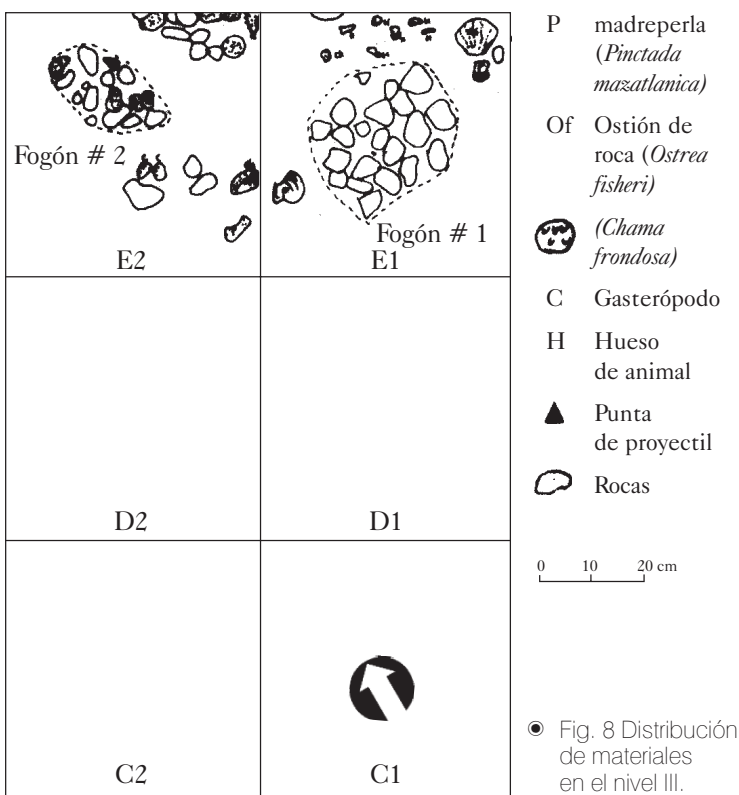 Fogón # 2
E2
Fogón # 1
E1
D2
D1
C2
C1
P madreperla
(Pinctada
mazatlanica)
Of Ostión de
roca (Ostrea
fisheri)
(Chama
frondosa)
C Gasterópodo
H Hueso
de animal
Punta
de proyectil
Rocas
0 10 20 cm
Fig. 8 Distribución
de materiales
en el nivel III.